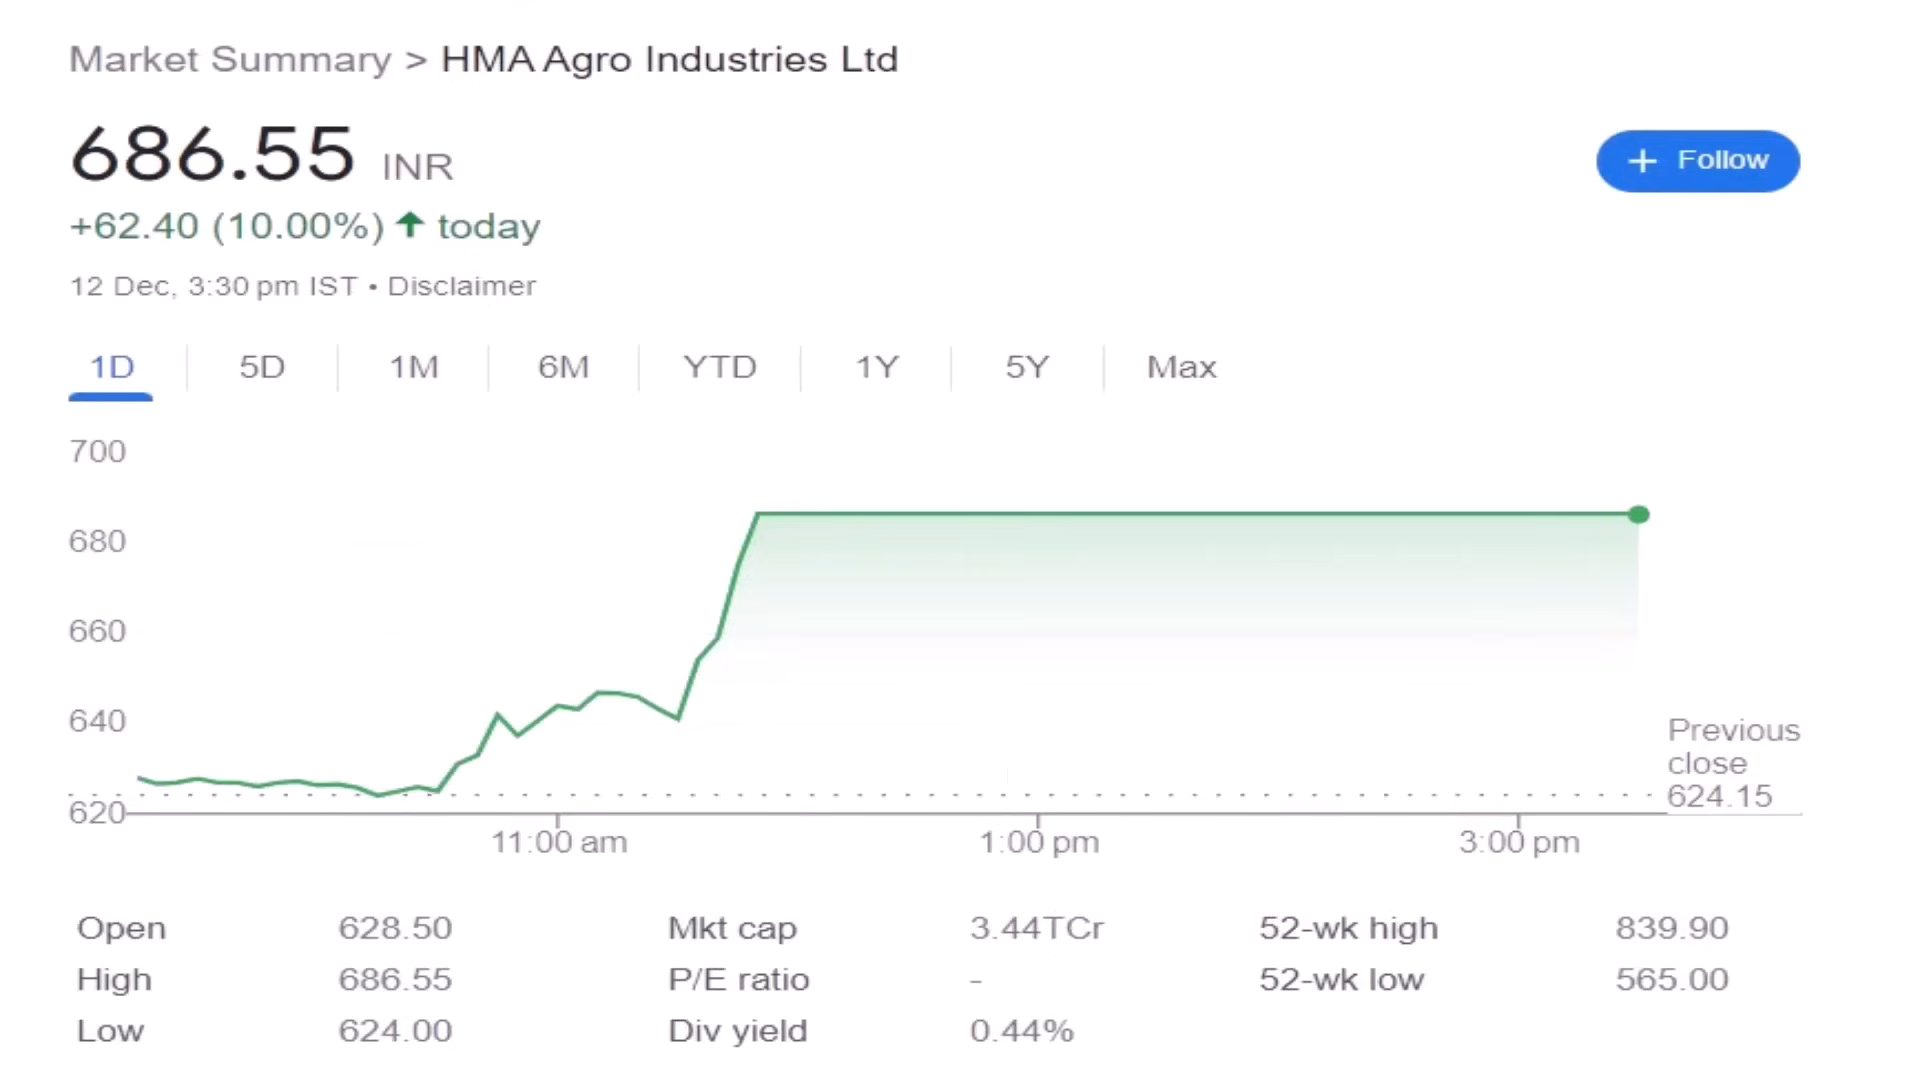 Market Summary > HMA Agro Industries Ltd
686.55 INR
+ Follow
+62.40 (10.00%) ↑ today
12 Dec, 3:30 pm IST • Disclaimer
1D 5D 1M 6M YTD 1Y 5Y Max
700
680
660
640
620
Previous
close
624.15
11:00 am 1:00 pm 3:00 pm
Open 628.50 Mkt cap 3.44TCr 52-wk high 839.90
High 686.55 P/E ratio - 52-wk low 565.00
Low 624.00 Div yield 0.44%